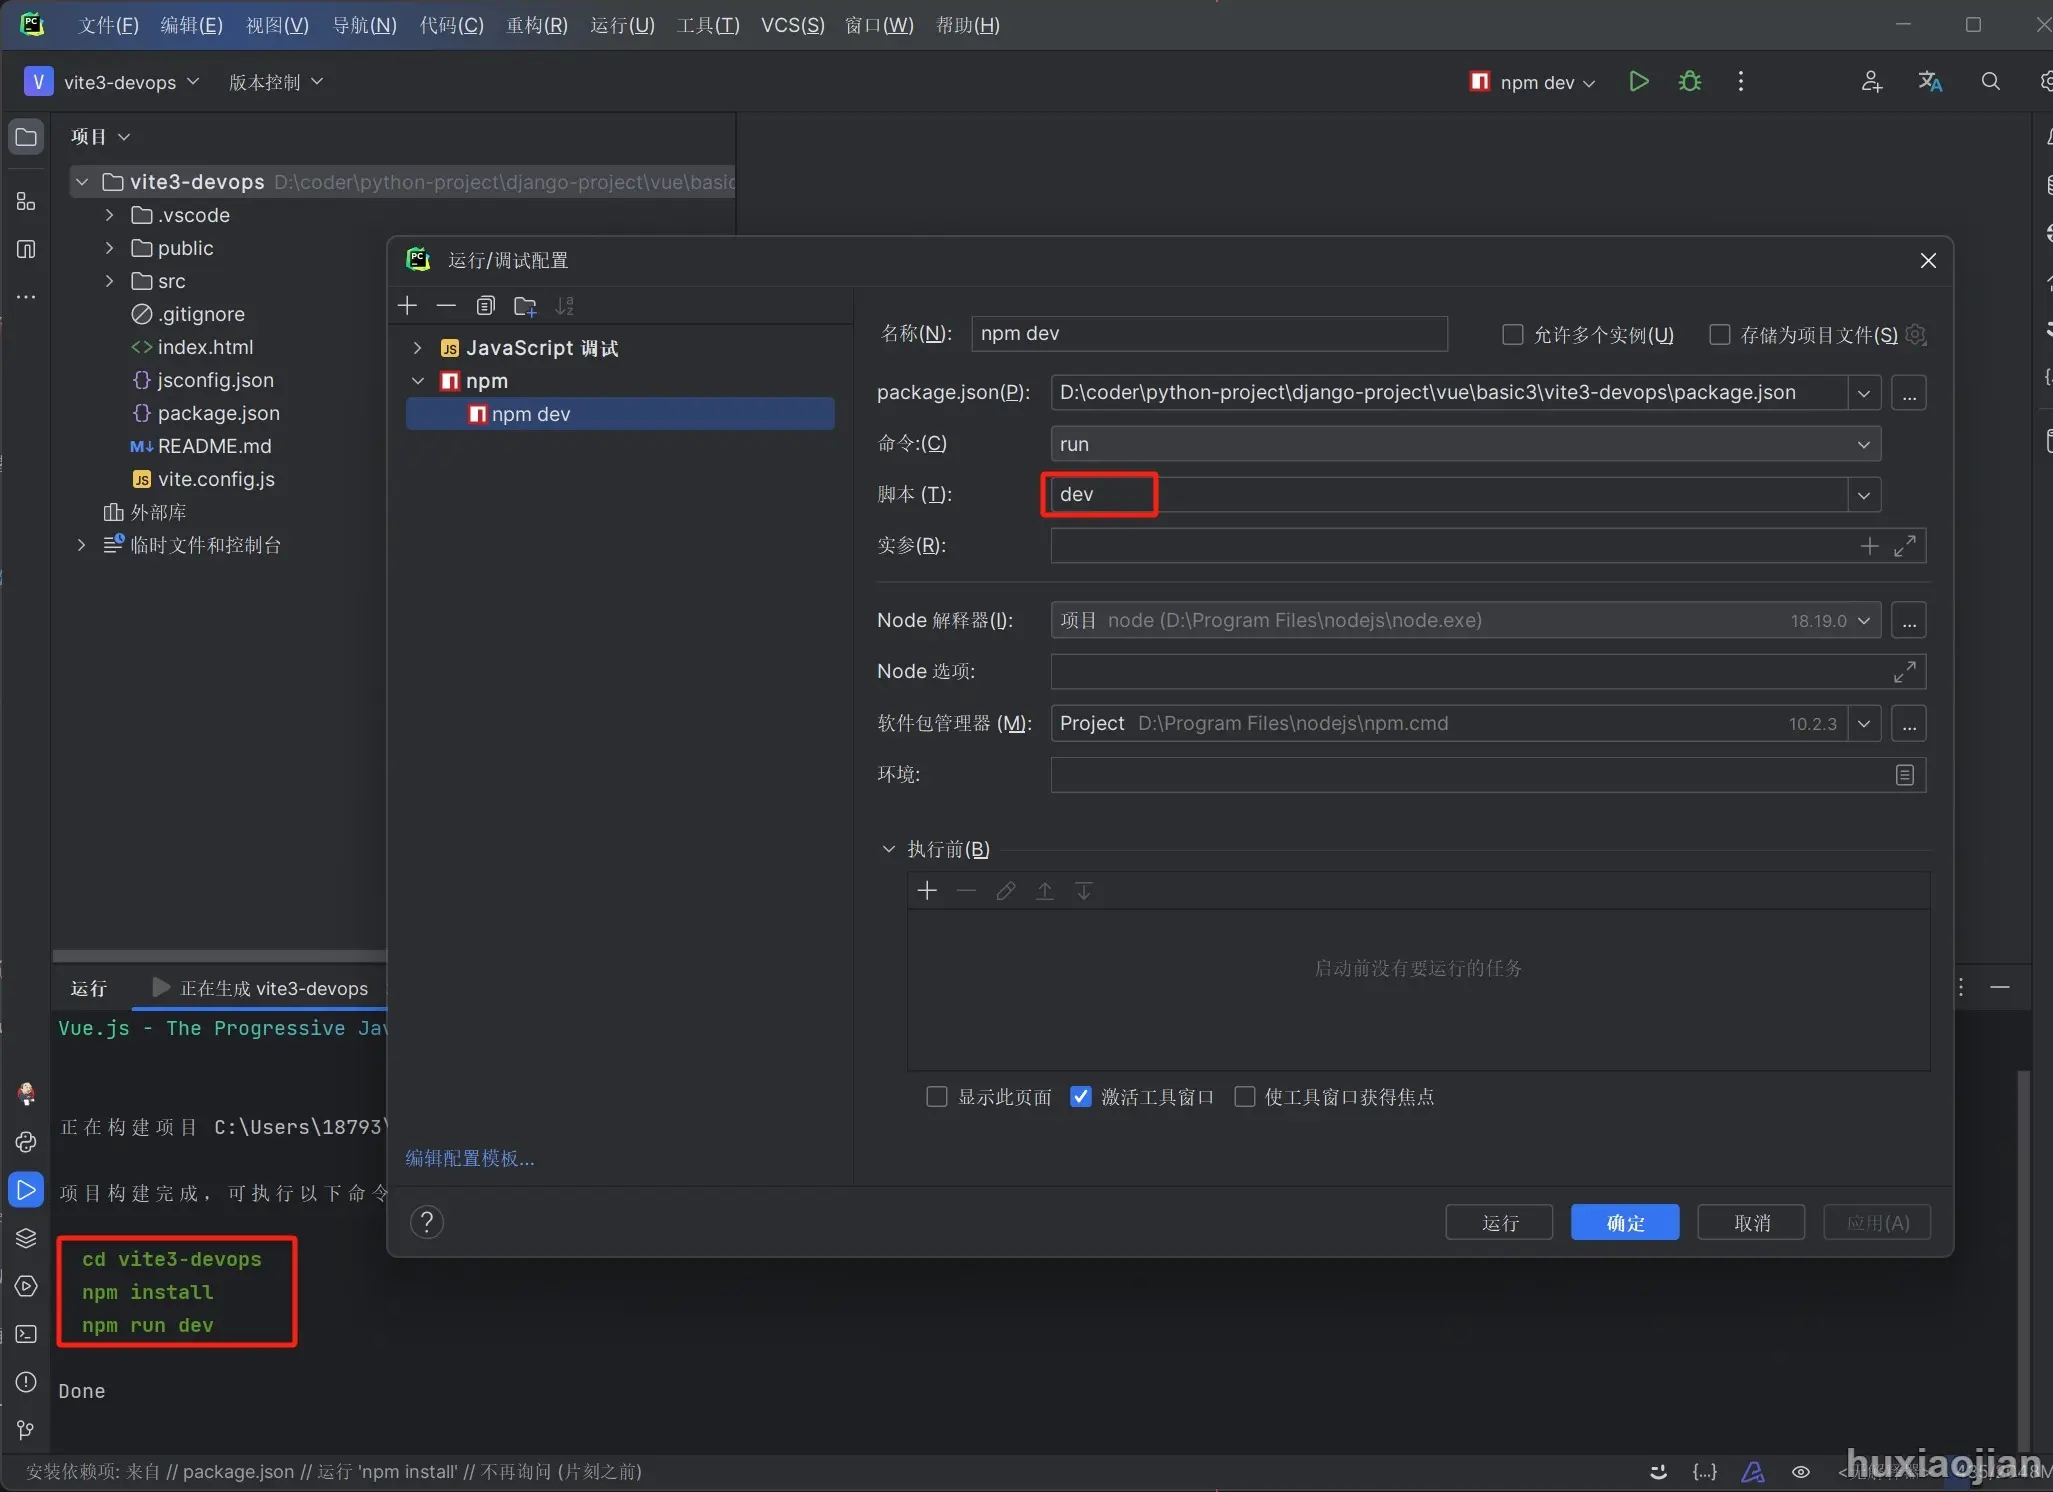 文件(F) 编辑(E) 视图(V) 导航(N) 代码(C) 重构(R) 运行(U) 工具(T) VCS(S) 窗口(W) 帮助(H)
V vite3-devops 版本控制 npm dev
项目
vite3-devops D:\coder\python-project\django-project\vue\basic
.vscode
public
src
.gitignore
index.html
jsconfig.json
package.json
README.md
vite.config.js
外部库
临时文件和控制台
运行/调试配置
JavaScript 调试
npm
npm dev
编辑配置模板...
名称(N): npm dev 允许多个实例(U) 存储为项目文件(S)
package.json(P): D:\coder\python-project\django-project\vue\basic3\vite3-devops\package.json ...
命令:(C) run
脚本 (T): dev
实参(R):
Node 解释器(I): 项目 node (D:\Program Files\nodejs\node.exe) 18.19.0 ...
Node 选项:
软件包管理器 (M): Project D:\Program Files\nodejs\npm.cmd 10.2.3 ...
环境:
执行前(B)
启动前没有要运行的任务
显示此页面 激活工具窗口 使工具窗口获得焦点
? 运行 确定 取消 应用(A)
运行 正在生成 vite3-devops
Vue.js - The Progressive Jav
正在构建项目 C:\Users\18793\
项目构建完成，可执行以下命令
cd vite3-devops
npm install
npm run dev
Done
安装依赖项: 来自 // package.json // 运行 'npm install' // 不再询问 (片刻之前)
huxiaojian